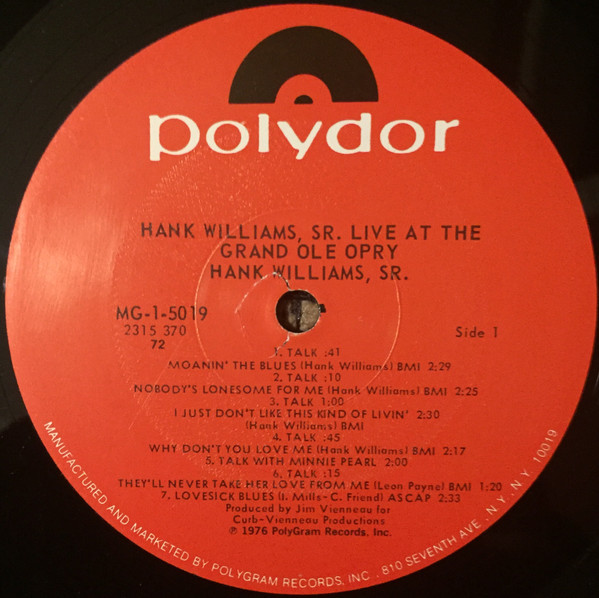 polydor
HANK WILLIAMS, SR. LIVE AT THE
GRAND OLE OPRY
HANK WILLIAMS, SR.
MG-1-5019
2315 370
72
Side 1
1. TALK :41
MOANIN' THE BLUES (Hank Williams) BMI 2:29
2. TALK :10
NOBODY'S LONESOME FOR ME (Hank Williams) BMI 2:25
3. TALK 1:00
I JUST DON'T LIKE THIS KIND OF LIVIN' 2:30
(Hank Williams) BMI
4. TALK :45
WHY DON'T YOU LOVE ME (Hank Williams) BMI 2:17
5. TALK WITH MINNIE PEARL 2:00
6. TALK :15
THEY'LL NEVER TAKE HER LOVE FROM ME (Leon Payne) BMI 1:20
7. LOVESICK BLUES (I. Mills-C. Friend) ASCAP 2:33
Produced by Jim Vienneau for
Curb-Vienneau Productions
℗ 1976 PolyGram Records, Inc.
MANUFACTURED AND MARKETED BY POLYGRAM RECORDS, INC. 810 SEVENTH AVE., N.Y., N.Y. 10019